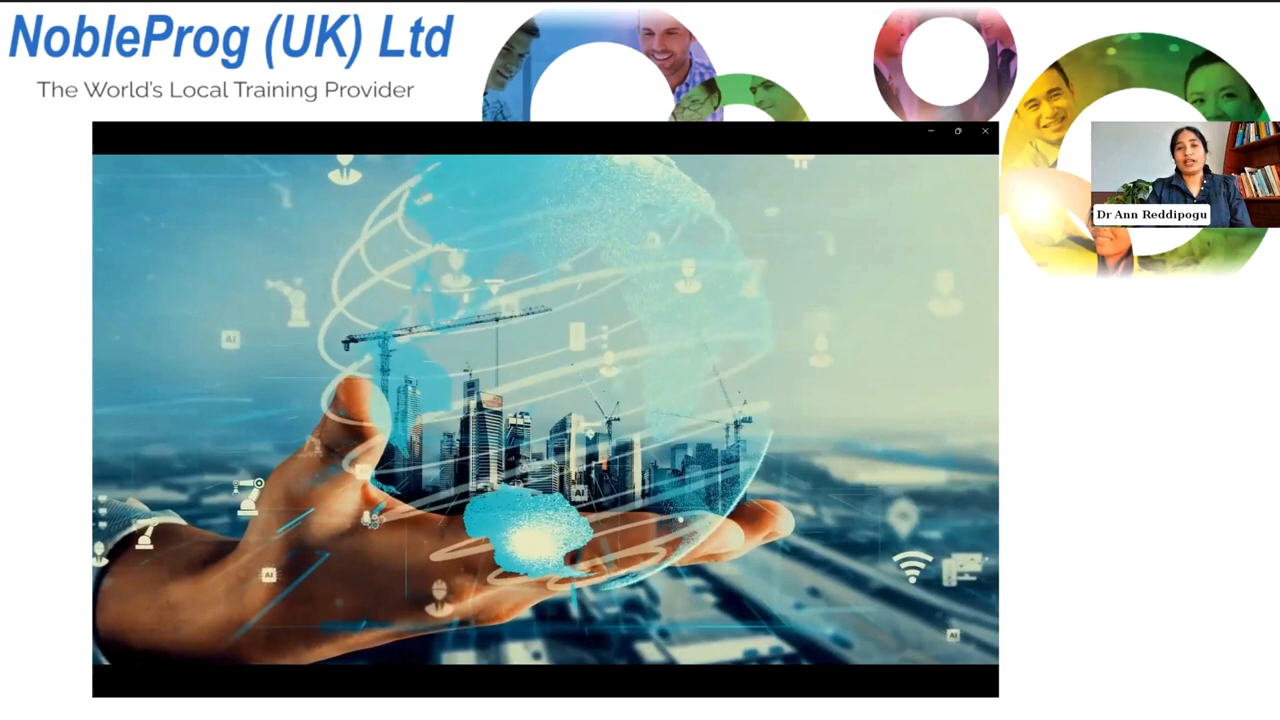 NobleProg (UK) Ltd
The World's Local Training Provider
Dr Ann Reddipogu
AI
AI
AI
AI